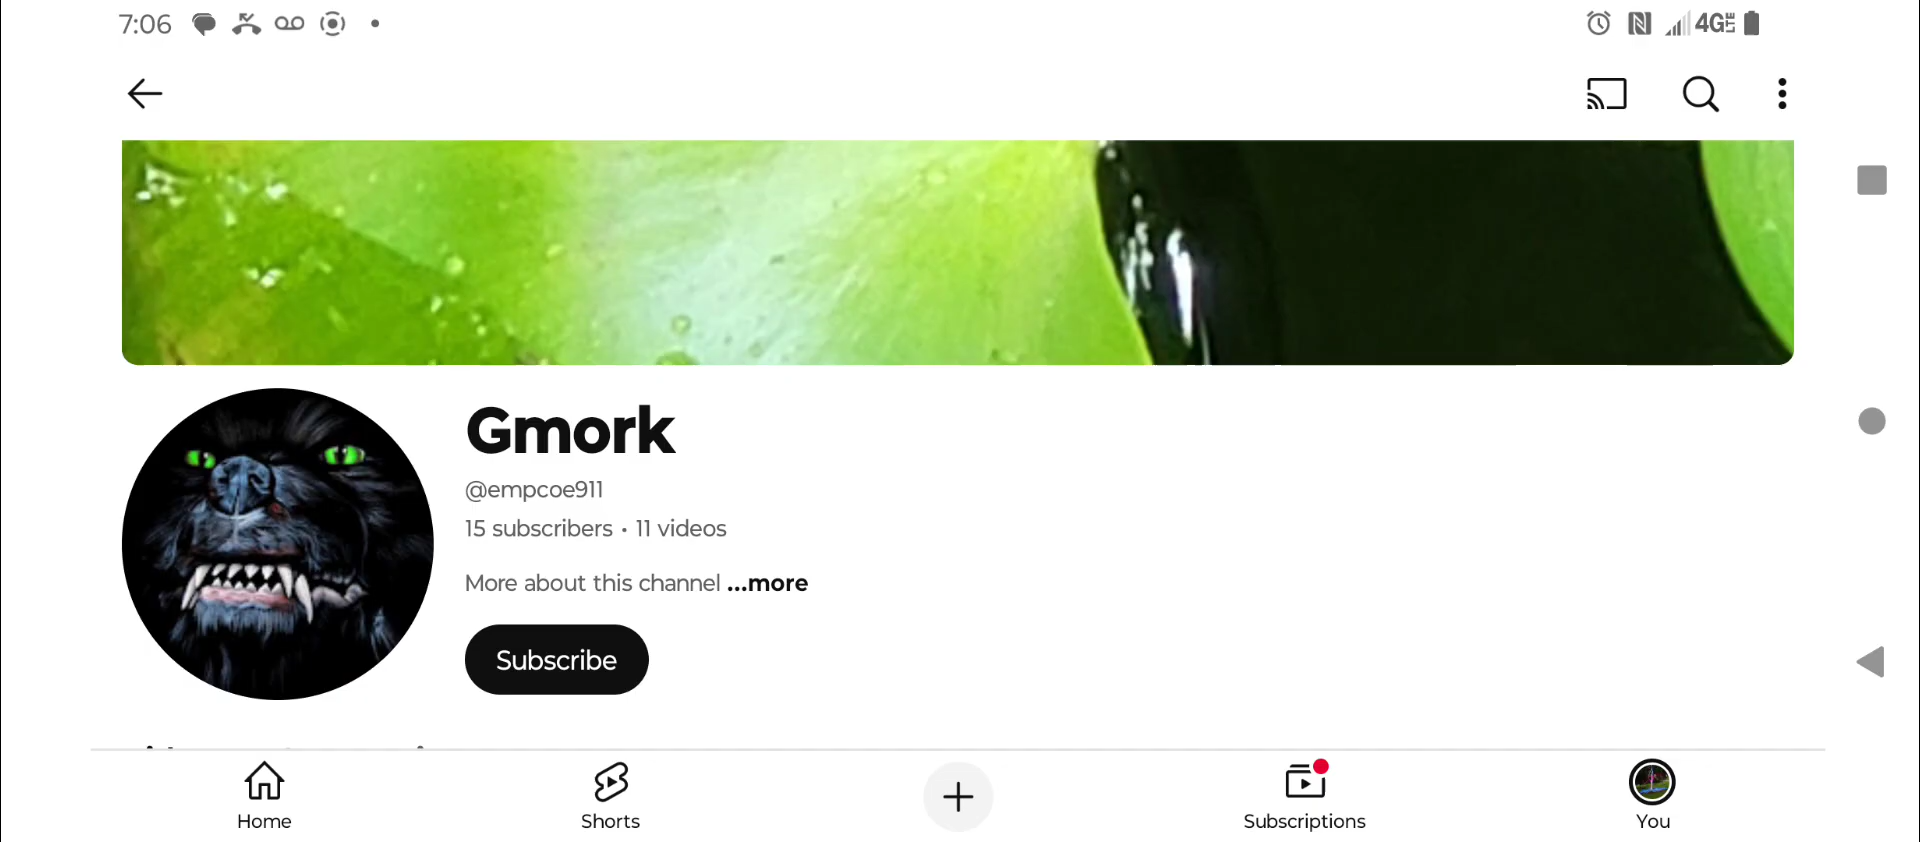 7:06
4G LTE
Gmork
@empcoe911
15 subscribers • 11 videos
More about this channel ...more
Subscribe
Home
Shorts
Subscriptions
You